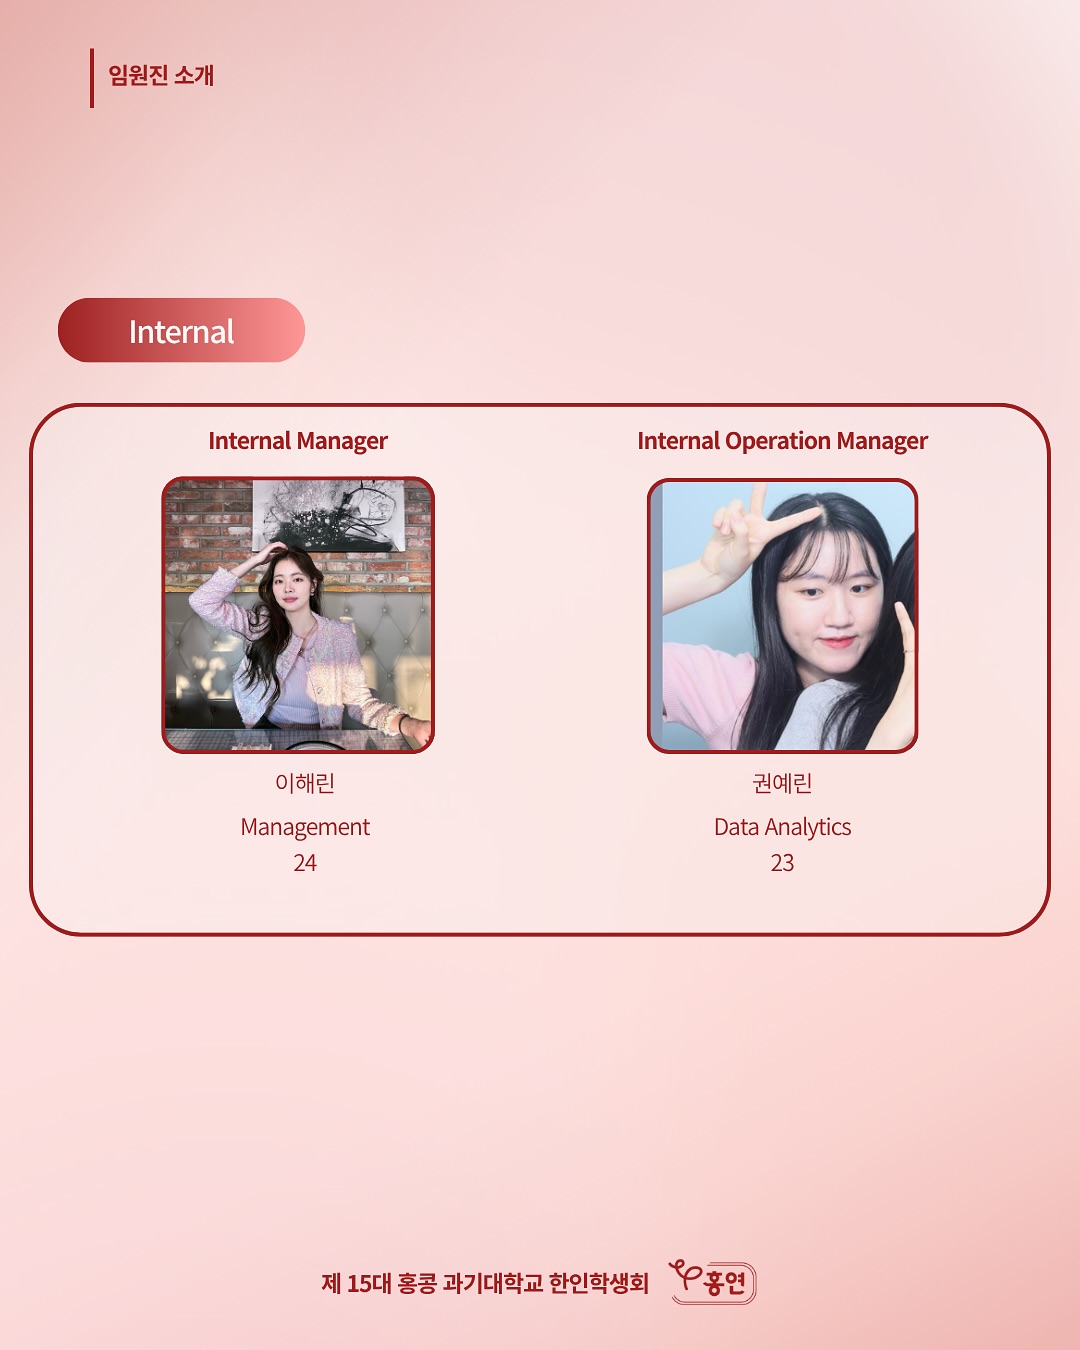 임원진 소개
Internal
Internal Manager
Internal Operation Manager
이해린
권예린
Management
Data Analytics
24
23
제 15대 홍콩 과기대학교 한인학생회
홍연